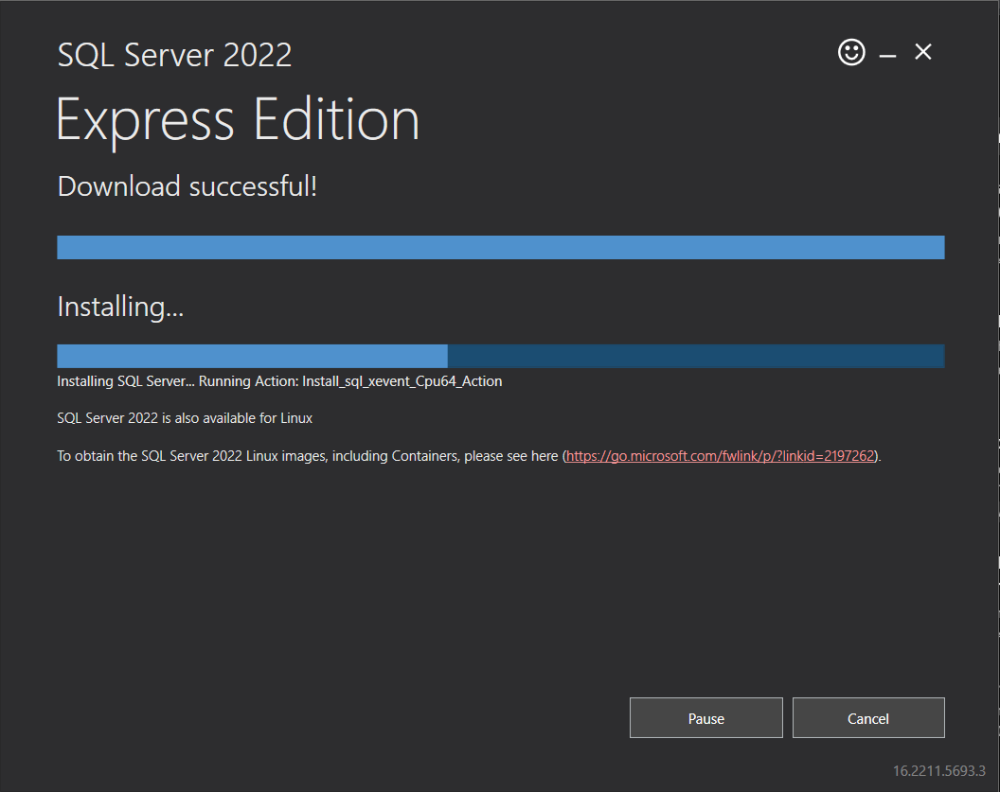 SQL Server 2022
Express Edition
Download successful!
Installing...
Installing SQL Server... Running Action: Install_sql_xevent_Cpu64_Action
SQL Server 2022 is also available for Linux
To obtain the SQL Server 2022 Linux images, including Containers, please see here (https://go.microsoft.com/fwlink/p/?linkid=2197262).
Pause
Cancel
16.2211.5693.3